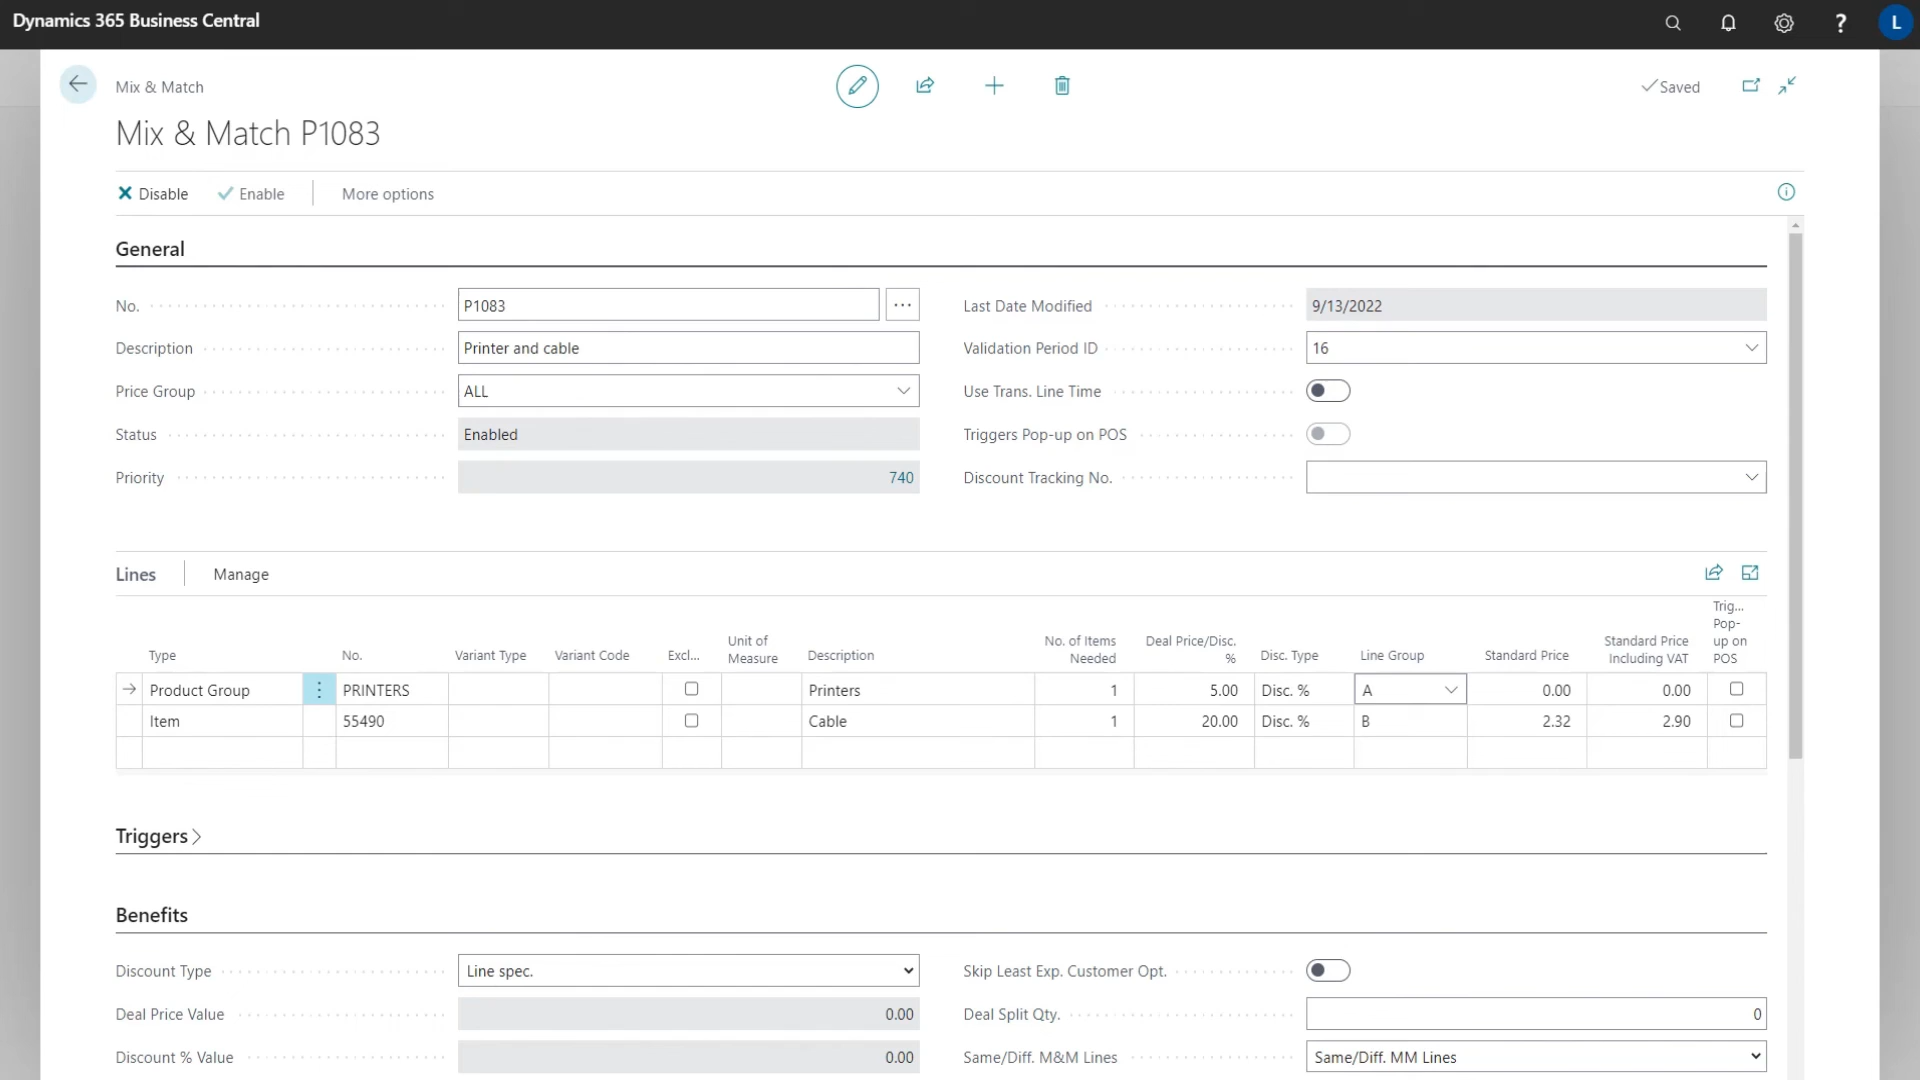 Dynamics 365 Business Central
? L
Mix & Match
Saved
Mix & Match P1083
Disable Enable More options
General
No. P1083 ...
Last Date Modified 9/13/2022
Description Printer and cable
Validation Period ID 16
Price Group ALL
Use Trans. Line Time
Status Enabled
Triggers Pop-up on POS
Priority 740
Discount Tracking No.
Lines Manage
Type No. Variant Type Variant Code Excl... Unit of Measure Description No. of Items Needed Deal Price/Disc. % Disc. Type Line Group Standard Price Standard Price Including VAT Trig... Pop-up on POS
Product Group PRINTERS Printers 1 5.00 Disc. % A 0.00 0.00
Item 55490 Cable 1 20.00 Disc. % B 2.32 2.90
Triggers
Benefits
Discount Type Line spec.
Skip Least Exp. Customer Opt.
Deal Price Value 0.00
Deal Split Qty. 0
Discount % Value 0.00
Same/Diff. M&M Lines Same/Diff. MM Lines